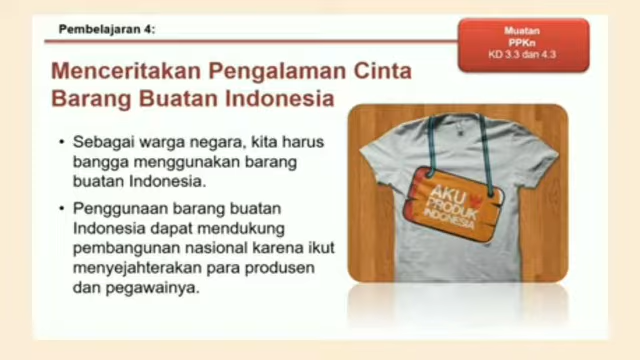 Pembelajaran 4:
Muatan
PPKn
KD 3.3 dan 4.3
Menceritakan Pengalaman Cinta
Barang Buatan Indonesia
• Sebagai warga negara, kita harus
bangga menggunakan barang
buatan Indonesia.
• Penggunaan barang buatan
Indonesia dapat mendukung
pembangunan nasional karena ikut
menyejahterakan para produsen
dan pegawainya.
AKU
PRODUK
INDONESIA